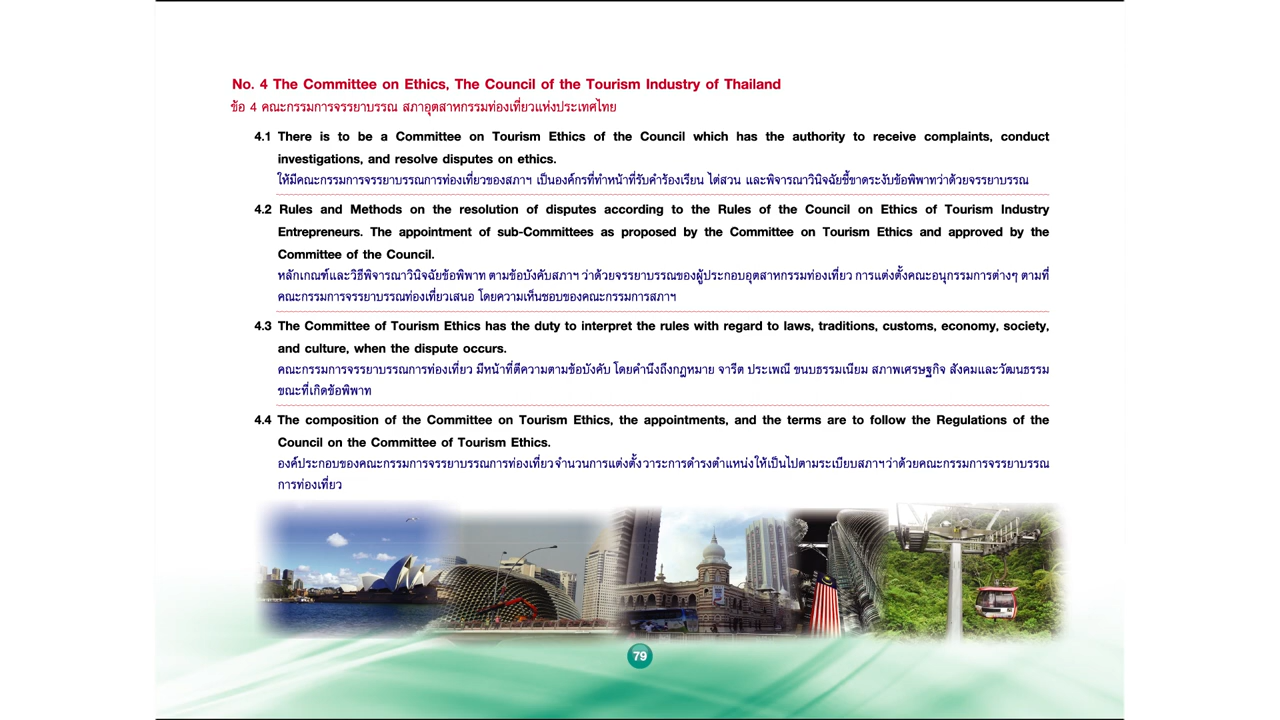 No. 4 The Committee on Ethics, The Council of the Tourism Industry of Thailand
ข้อ 4 คณะกรรมการจรรยาบรรณ สภาอุตสาหกรรมท่องเที่ยวแห่งประเทศไทย
4.1 There is to be a Committee on Tourism Ethics of the Council which has the authority to receive complaints, conduct
investigations, and resolve disputes on ethics.
ให้มีคณะกรรมการจรรยาบรรณการท่องเที่ยวของสภาฯ เป็นองค์กรที่ทำหน้าที่รับคำร้องเรียน ไต่สวน และพิจารณาวินิจฉัยชี้ขาดระงับข้อพิพาทว่าด้วยจรรยาบรรณ
4.2 Rules and Methods on the resolution of disputes according to the Rules of the Council on Ethics of Tourism Industry
Entrepreneurs. The appointment of sub-Committees as proposed by the Committee on Tourism Ethics and approved by the
Committee of the Council.
หลักเกณฑ์และวิธีพิจารณาวินิจฉัยข้อพิพาท ตามข้อบังคับสภาฯ ว่าด้วยจรรยาบรรณของผู้ประกอบอุตสาหกรรมท่องเที่ยว การแต่งตั้งคณะอนุกรรมการต่างๆ ตามที่
คณะกรรมการจรรยาบรรณท่องเที่ยวเสนอ โดยความเห็นชอบของคณะกรรมการสภาฯ
4.3 The Committee of Tourism Ethics has the duty to interpret the rules with regard to laws, traditions, customs, economy, society,
and culture, when the dispute occurs.
คณะกรรมการจรรยาบรรณการท่องเที่ยว มีหน้าที่ตีความตามข้อบังคับ โดยคำนึงถึงกฎหมาย จารีต ประเพณี ขนบธรรมเนียม สภาพเศรษฐกิจ สังคมและวัฒนธรรม
ขณะที่เกิดข้อพิพาท
4.4 The composition of the Committee on Tourism Ethics, the appointments, and the terms are to follow the Regulations of the
Council on the Committee of Tourism Ethics.
องค์ประกอบของคณะกรรมการจรรยาบรรณการท่องเที่ยวจำนวนการแต่งตั้งวาระการดำรงตำแหน่งให้เป็นไปตามระเบียบสภาฯว่าด้วยคณะกรรมการจรรยาบรรณ
การท่องเที่ยว
79